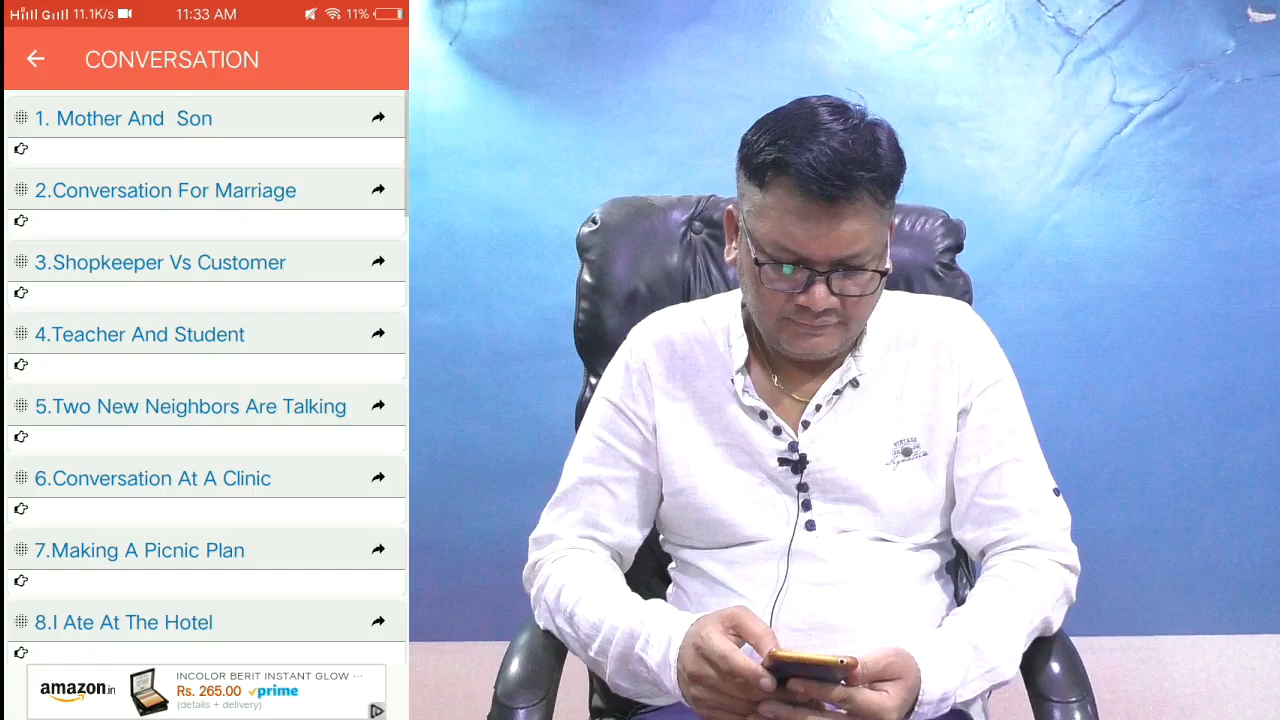 11.1K/s 11:33 AM 11%
CONVERSATION
1. Mother And Son
2.Conversation For Marriage
3.Shopkeeper Vs Customer
4.Teacher And Student
5.Two New Neighbors Are Talking
6.Conversation At A Clinic
7.Making A Picnic Plan
8.I Ate At The Hotel
amazon.in
INCOLOR BERIT INSTANT GLOW ···
Rs. 265.00 prime
(details + delivery)
VINTAGE
Signature